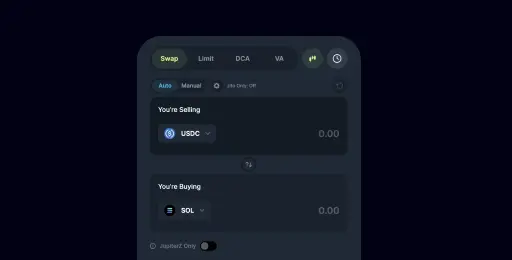 Swap Limit DCA VA
Auto Manual Lite Only: Off
You're Selling
USDC 0.00
You're Buying
SOL 0.00
JupiterZ Only